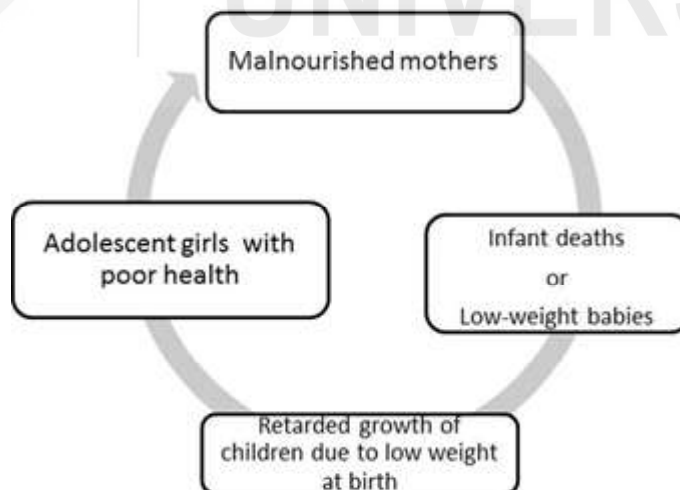 UNIVERS
Malnourished mothers
Infant deaths
or
Low-weight babies
Retarded growth of
children due to low weight
at birth
Adolescent girls with
poor health